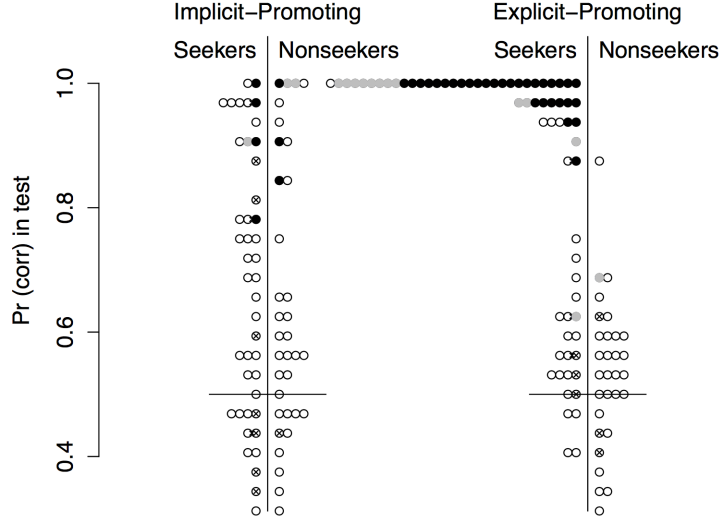 Implicit−Promoting Explicit−Promoting
Seekers Nonseekers Seekers Nonseekers
1.0
0.8
0.6
0.4
Pr (corr) in test